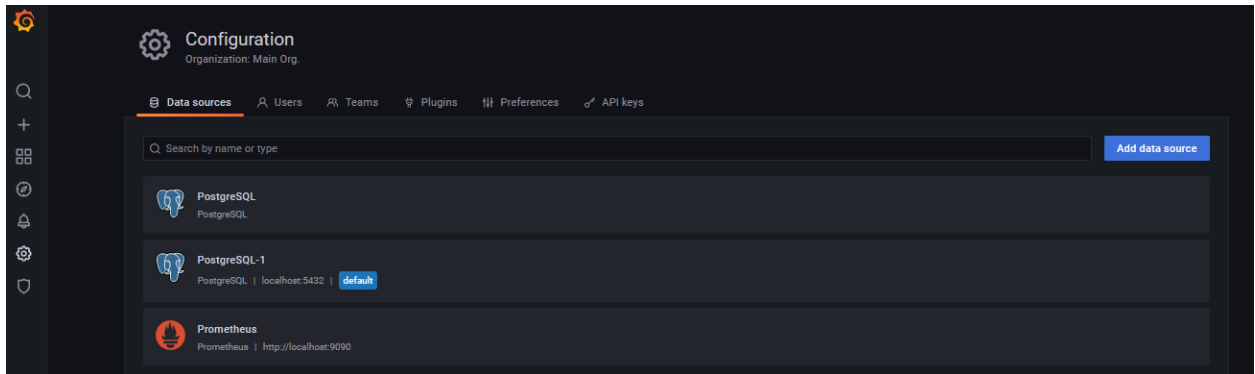 Configuration
Organization: Main Org.
Data sources Users Teams Plugins Preferences API keys
Search by name or type Add data source
PostgreSQL
PostgreSQL
PostgreSQL-1
PostgreSQL | localhost:5432 | default
Prometheus
Prometheus | http://localhost:9090